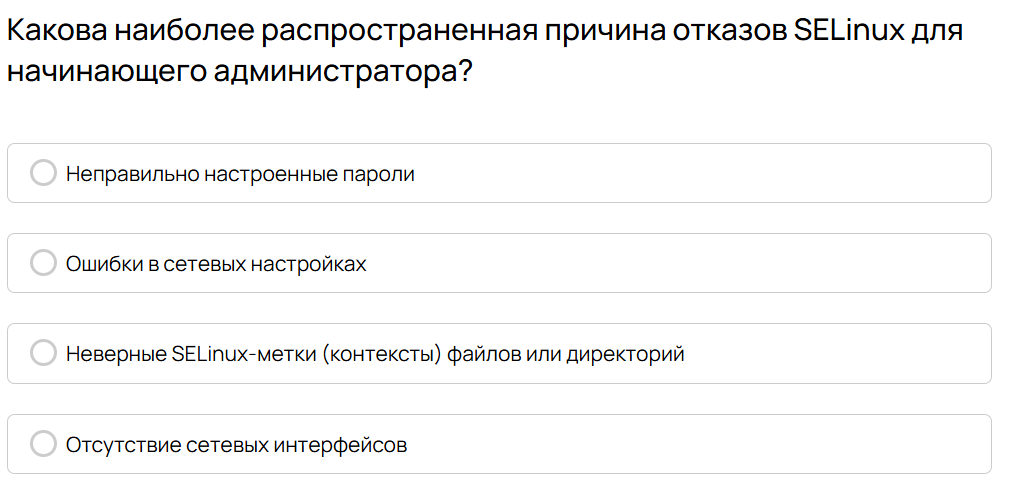 Какова наиболее распространенная причина отказов SELinux для
начинающего администратора?
Неправильно настроенные пароли
Ошибки в сетевых настройках
Неверные SELinux-метки (контексты) файлов или директорий
Отсутствие сетевых интерфейсов